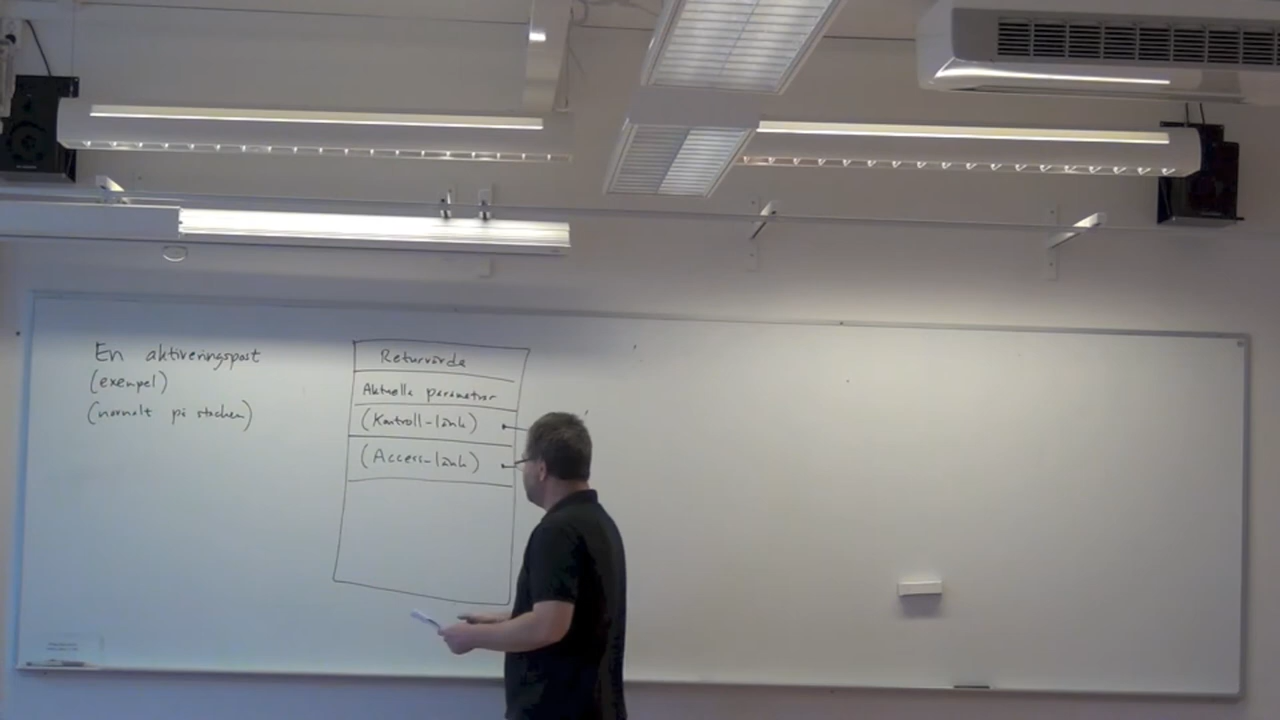 En aktiveringspost
(exempel)
(normalt på stacken)
Returvärde
Aktuella parametrar
(Kontroll-länk)
(Access-länk)